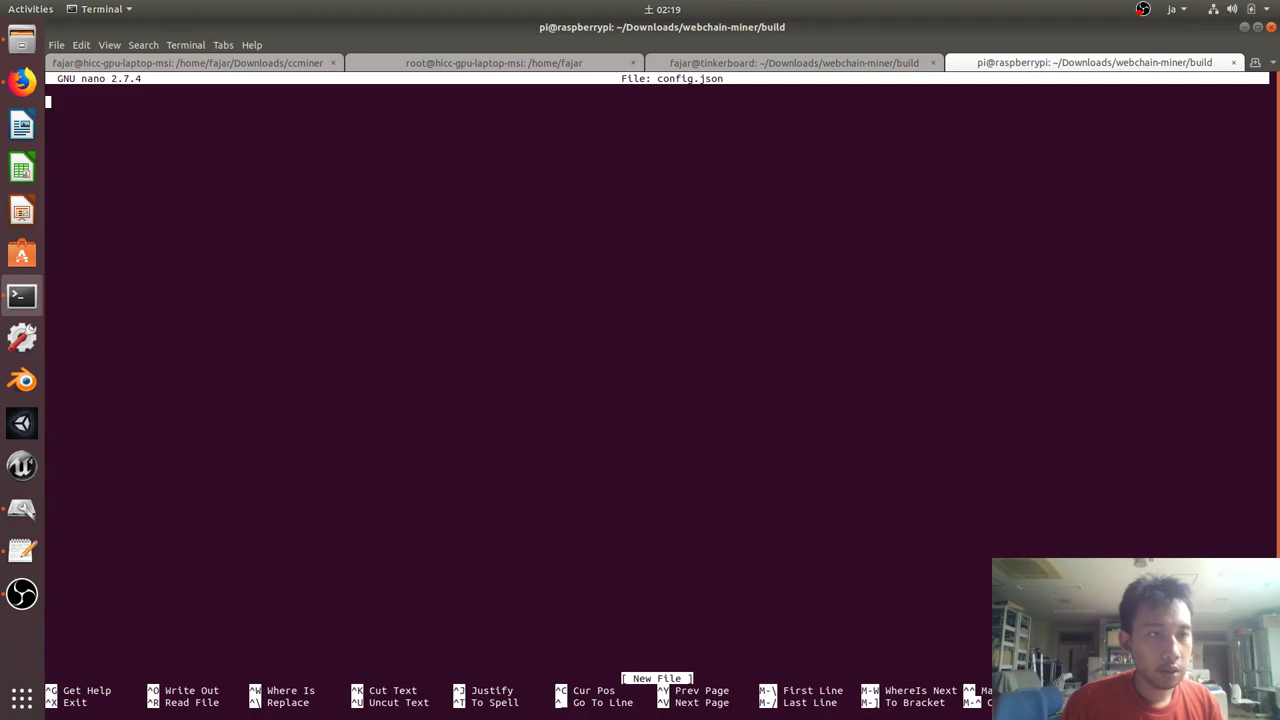 Activities
Terminal
土 02:19
ja
pi@raspberrypi: ~/Downloads/webchain-miner/build
File Edit View Search Terminal Tabs Help
fajar@hicc-gpu-laptop-msi: /home/fajar/Downloads/ccminer
root@hicc-gpu-laptop-msi: /home/fajar
fajar@tinkerboard: ~/Downloads/webchain-miner/build
pi@raspberrypi: ~/Downloads/webchain-miner/build
GNU nano 2.7.4 File: config.json
[ New File ]
^G Get Help ^O Write Out ^W Where Is ^K Cut Text ^J Justify ^C Cur Pos ^Y Prev Page M-\ First Line M-W WhereIs Next ^^ Ma
^X Exit ^R Read File ^\ Replace ^U Uncut Text ^T To Spell ^_ Go To Line ^V Next Page M-/ Last Line M-] To Bracket M-^ C